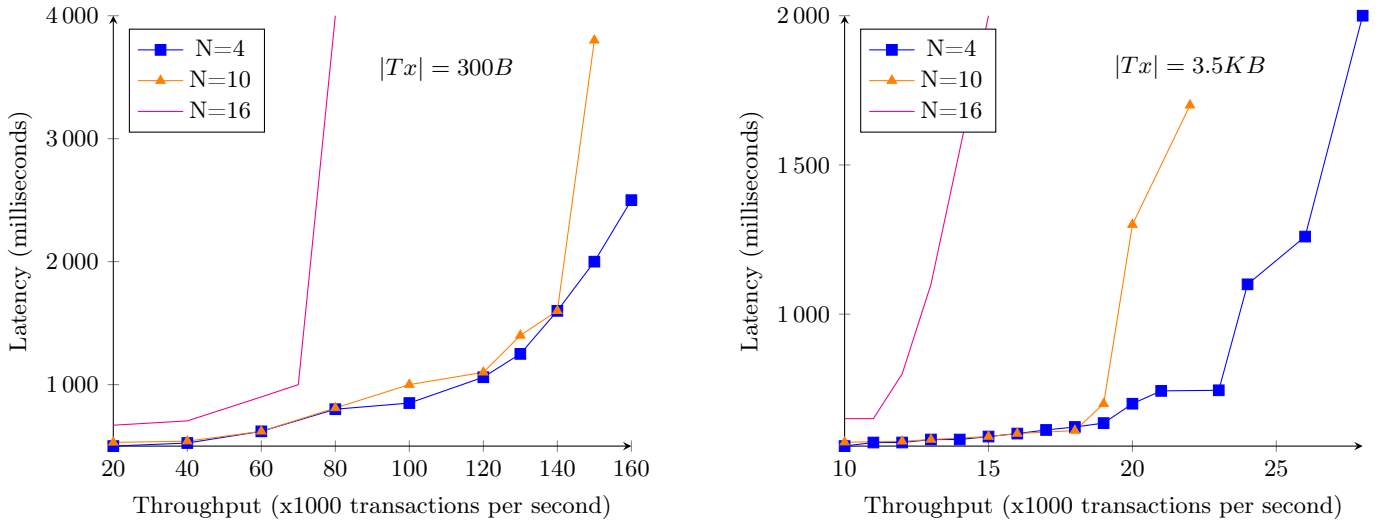 4 000
3 000
2 000
1 000
Latency (milliseconds)
N=4
N=10
N=16
|Tx| = 300B
20 40 60 80 100 120 140 160
Throughput (x1000 transactions per second)
2 000
1 500
1 000
Latency (milliseconds)
N=4
N=10
N=16
|Tx| = 3.5KB
10 15 20 25
Throughput (x1000 transactions per second)